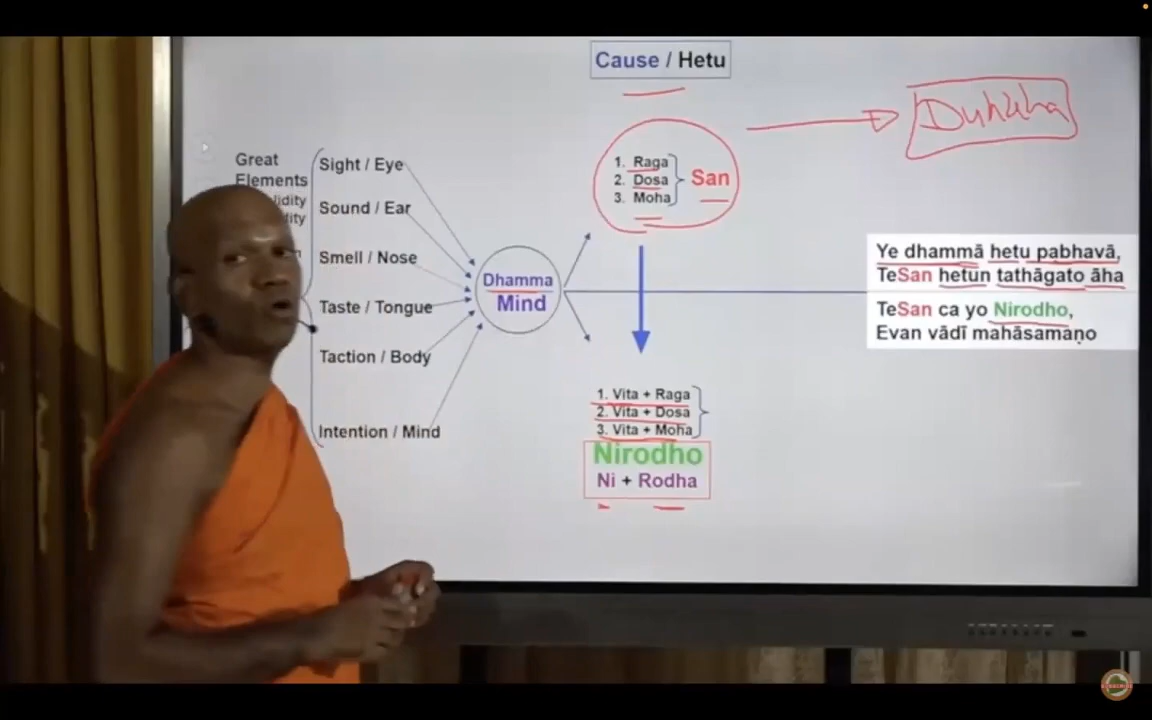 Cause / Hetu
Duhkha
Great
Elements
Sight / Eye
Sound / Ear
Smell / Nose
Taste / Tongue
Taction / Body
Intention / Mind
Dhamma
Mind
1. Raga
2. Dosa
3. Moha
San
Ye dhammā hetu pabhavā,
TeSan hetun tathāgato āha
TeSan ca yo Nirodho,
Evan vādī mahāsamaṇo
1. Vita + Raga
2. Vita + Dosa
3. Vita + Moha
Nirodho
Ni + Rodha